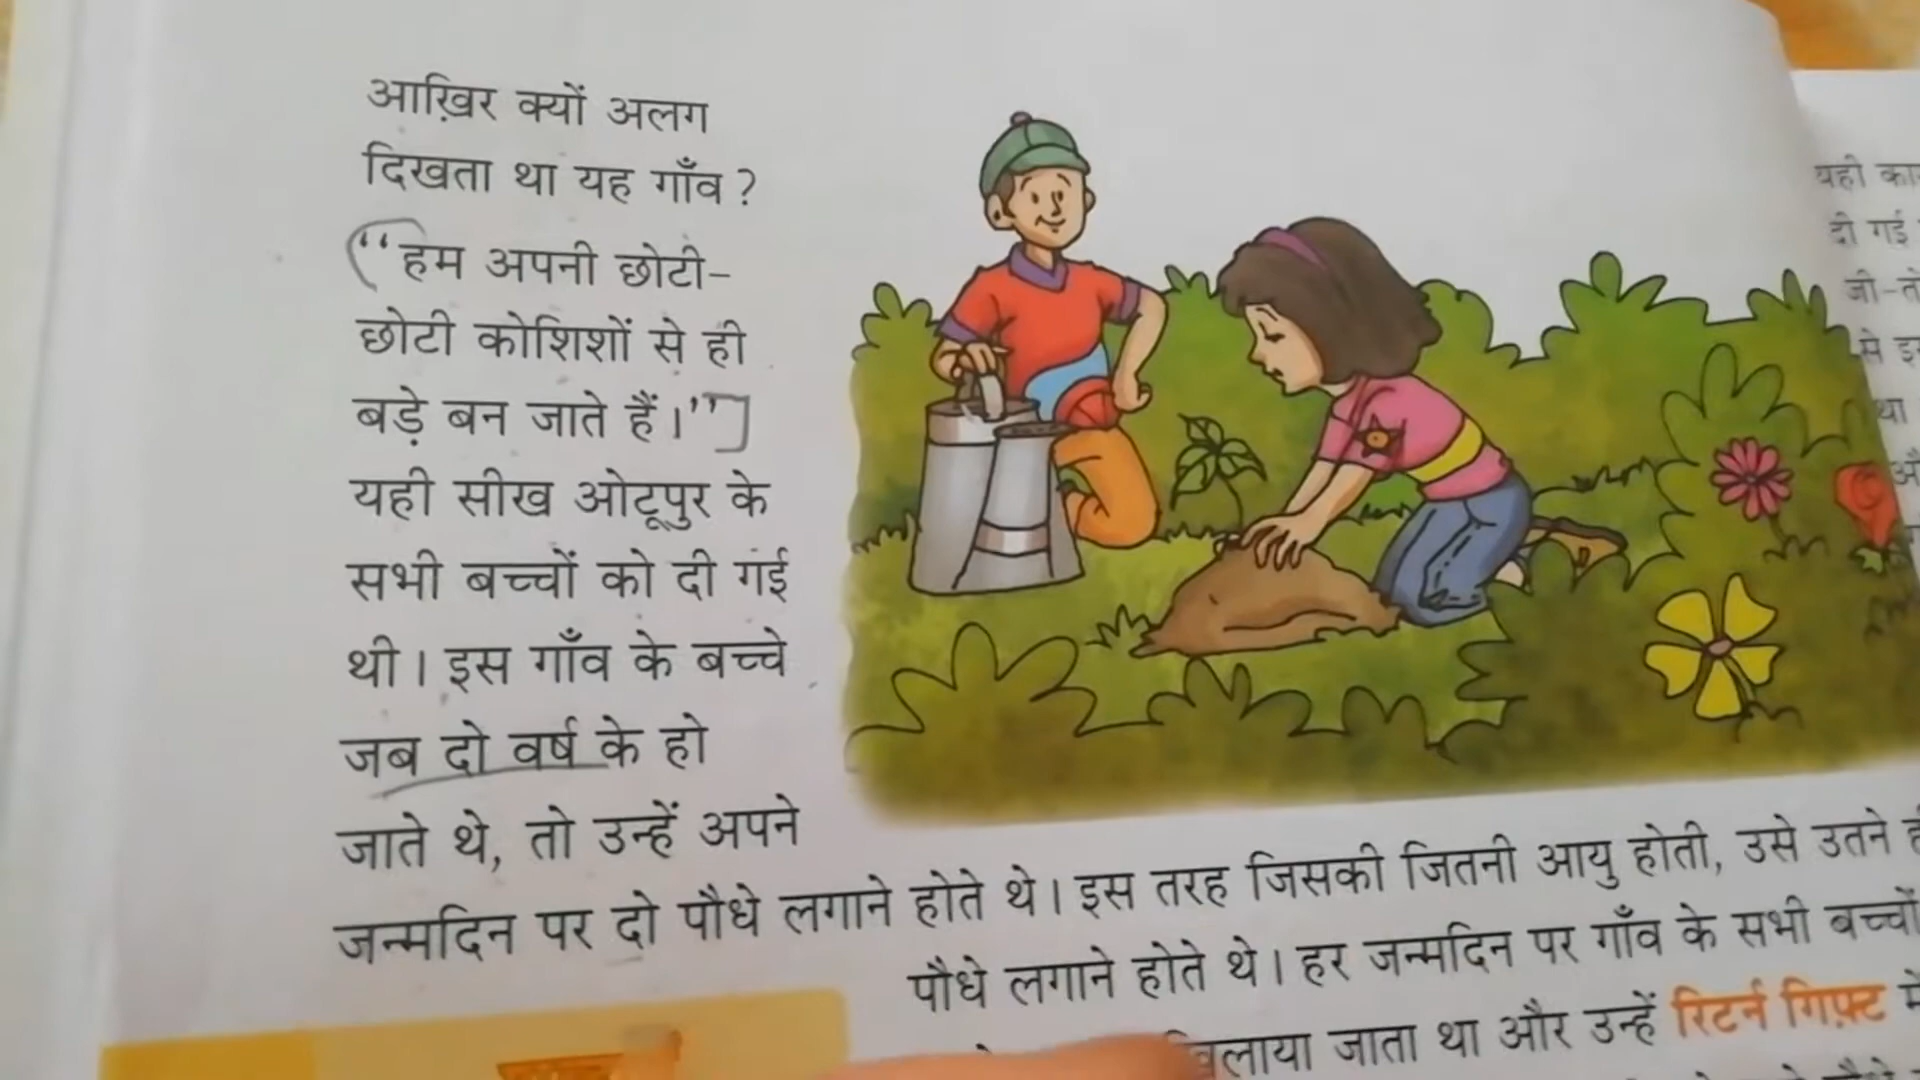 आख़िर क्यों अलग
दिखता था यह गाँव?
“हम अपनी छोटी-
छोटी कोशिशों से ही
बड़े बन जाते हैं।”
यही सीख ओटूपुर के
सभी बच्चों को दी गई
थी। इस गाँव के बच्चे
जब दो वर्ष के हो
जाते थे, तो उन्हें अपने
जन्मदिन पर दो पौधे लगाने होते थे। इस तरह जिसकी जितनी आयु होती, उसे उतने
पौधे लगाने होते थे। हर जन्मदिन पर गाँव के सभी बच्चों
जाता था और उन्हें रिटर्न गिफ़्ट
यही
दी गई
से
था